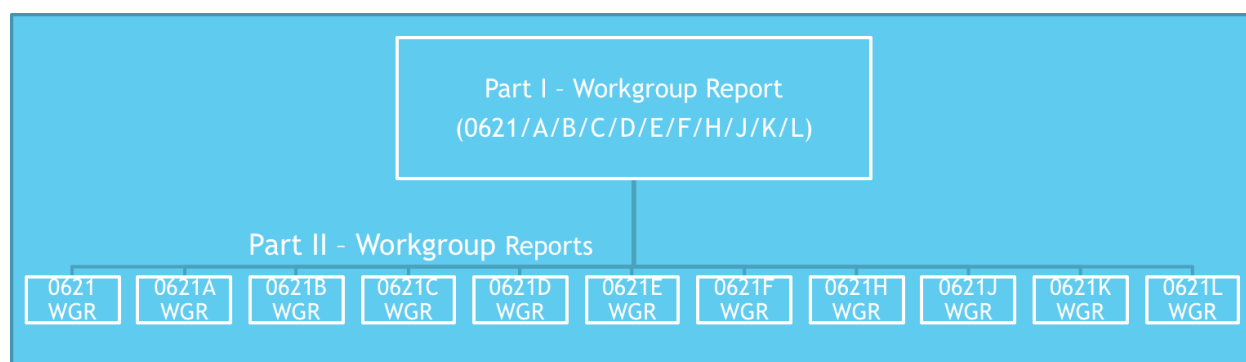 Part I – Workgroup Report
(0621/A/B/C/D/E/F/H/J/K/L)
Part II – Workgroup Reports
0621
WGR
0621A
WGR
0621B
WGR
0621C
WGR
0621D
WGR
0621E
WGR
0621F
WGR
0621H
WGR
0621J
WGR
0621K
WGR
0621L
WGR